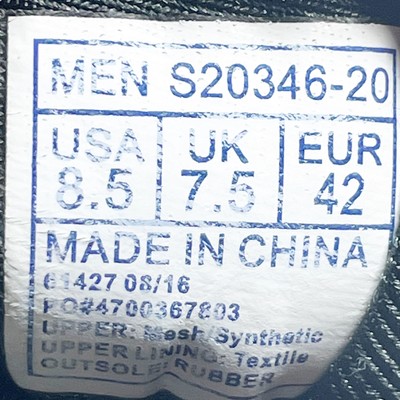 MEN S20346-20
USA UK EUR
8.5 7.5 42
MADE IN CHINA
61427 08/16
PO#4700367803
UPPER: Mesh/Synthetic
UPPER LINING: Textile
OUTSOLE: RUBBER